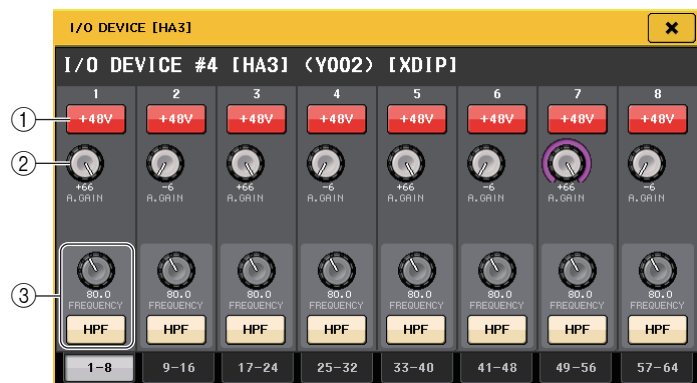 I/O DEVICE [HA3]
I/O DEVICE #4 [HA3] (Y002) [XDIP]
1 2 3 4 5 6 7 8
① +48V +48V +48V +48V +48V +48V +48V +48V
②
+66 -6 +66 -6 +66 -6 +66 -6
A.GAIN A.GAIN A.GAIN A.GAIN A.GAIN A.GAIN A.GAIN A.GAIN
③
80.0 80.0 80.0 80.0 80.0 80.0 80.0 80.0
FREQUENCY FREQUENCY FREQUENCY FREQUENCY FREQUENCY FREQUENCY FREQUENCY FREQUENCY
HPF HPF HPF HPF HPF HPF HPF HPF
1-8 9-16 17-24 25-32 33-40 41-48 49-56 57-64